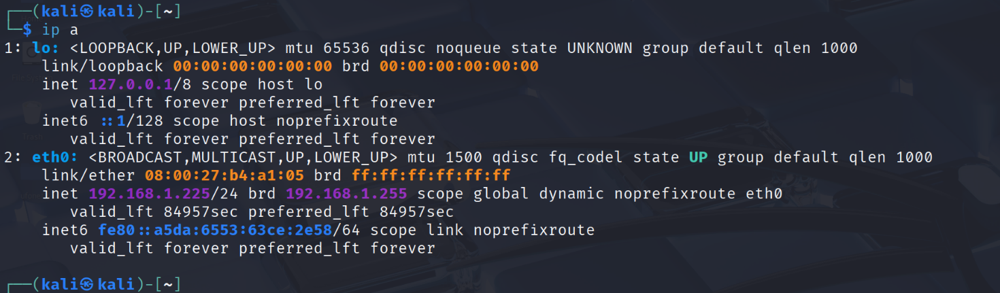 ┌──(kali㉿kali)-[~]
└─$ ip a
1: lo: <LOOPBACK,UP,LOWER_UP> mtu 65536 qdisc noqueue state UNKNOWN group default qlen 1000
    link/loopback 00:00:00:00:00:00 brd 00:00:00:00:00:00
    inet 127.0.0.1/8 scope host lo
       valid_lft forever preferred_lft forever
    inet6 ::1/128 scope host noprefixroute
       valid_lft forever preferred_lft forever
2: eth0: <BROADCAST,MULTICAST,UP,LOWER_UP> mtu 1500 qdisc fq_codel state UP group default qlen 1000
    link/ether 08:00:27:b4:a1:05 brd ff:ff:ff:ff:ff:ff
    inet 192.168.1.225/24 brd 192.168.1.255 scope global dynamic noprefixroute eth0
       valid_lft 84957sec preferred_lft 84957sec
    inet6 fe80::a5da:6553:63ce:2e58/64 scope link noprefixroute
       valid_lft forever preferred_lft forever
┌──(kali㉿kali)-[~]